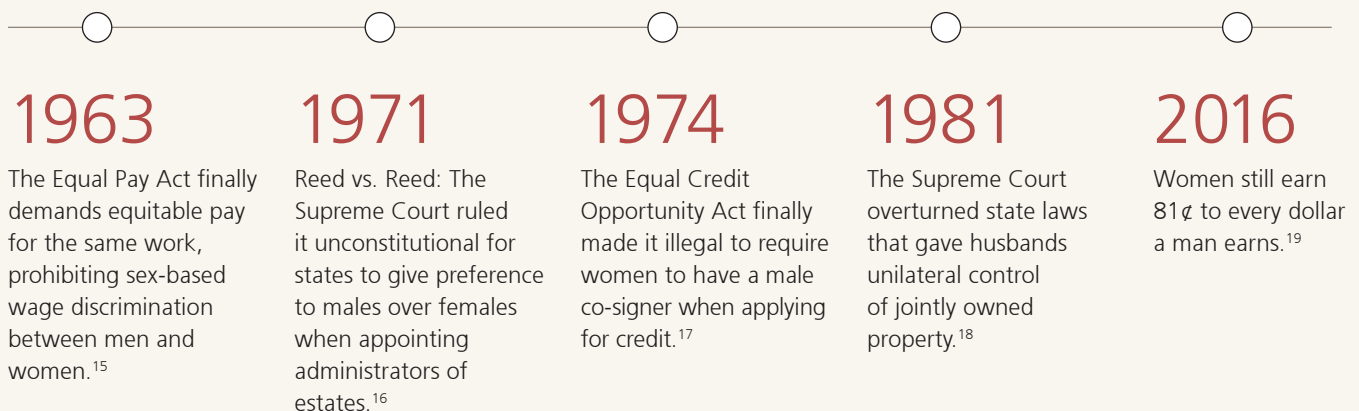 1963
The Equal Pay Act finally
demands equitable pay
for the same work,
prohibiting sex-based
wage discrimination
between men and
women.15
1971
Reed vs. Reed: The
Supreme Court ruled
it unconstitutional for
states to give preference
to males over females
when appointing
administrators of
estates.16
1974
The Equal Credit
Opportunity Act finally
made it illegal to require
women to have a male
co-signer when applying
for credit.17
1981
The Supreme Court
overturned state laws
that gave husbands
unilateral control
of jointly owned
property.18
2016
Women still earn
81¢ to every dollar
a man earns.19